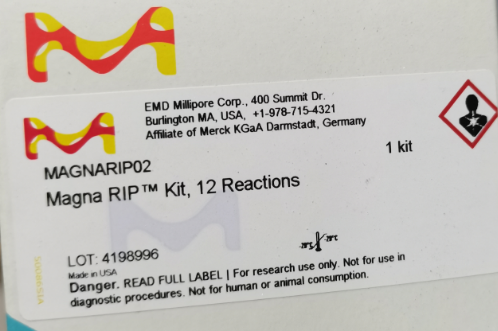 EMD Millipore Corp., 400 Summit Dr.
Burlington MA, USA, +1-978-715-4321
Affiliate of Merck KGaA Darmstadt, Germany
MAGNARIP02
1 kit
Magna RIP™ Kit, 12 Reactions
LOT: 4198996
Made in USA
Danger. READ FULL LABEL | For research use only. Not for use in
diagnostic procedures. Not for human or animal consumption.